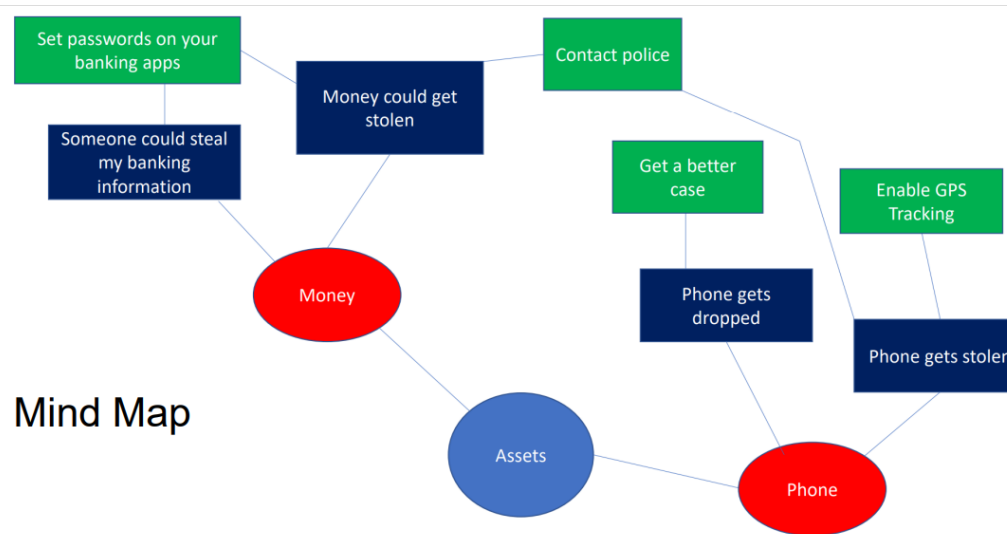 Set passwords on your
banking apps
Contact police
Money could get
stolen
Someone could steal
my banking
information
Get a better
case
Enable GPS
Tracking
Money
Phone gets
dropped
Phone gets stolen
Mind Map
Assets
Phone